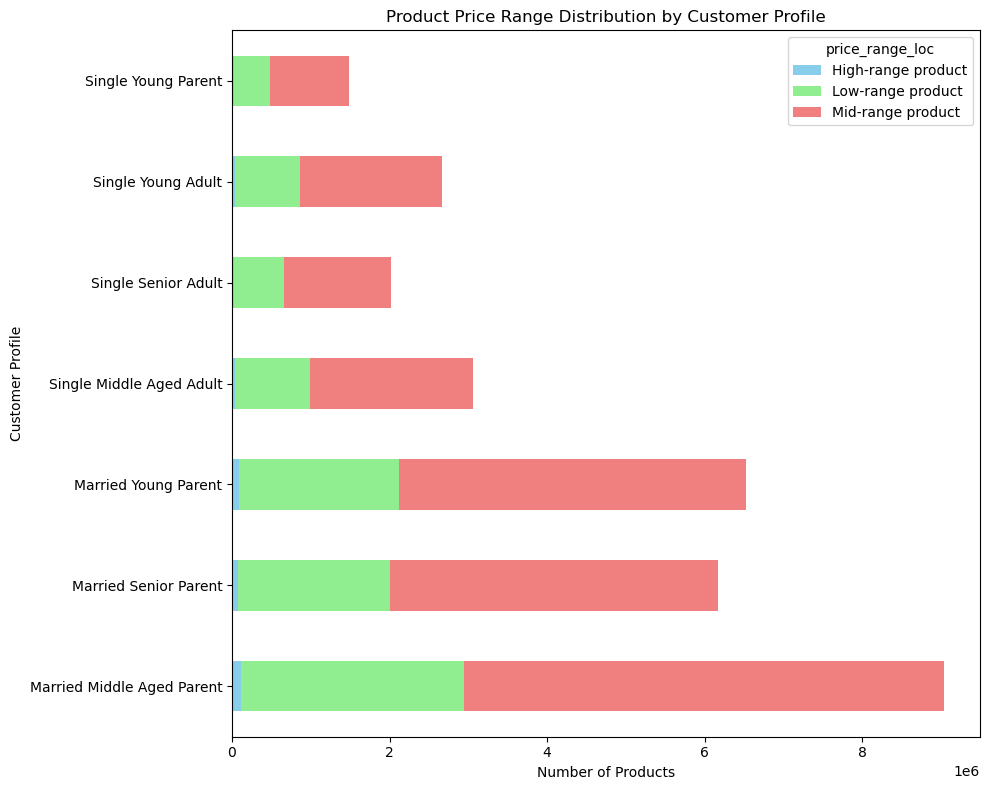 Product Price Range Distribution by Customer Profile
price_range_loc
High-range product
Low-range product
Mid-range product
Single Young Parent
Single Young Adult
Single Senior Adult
Single Middle Aged Adult
Married Young Parent
Married Senior Parent
Married Middle Aged Parent
Customer Profile
0 2 4 6 8
1e6
Number of Products